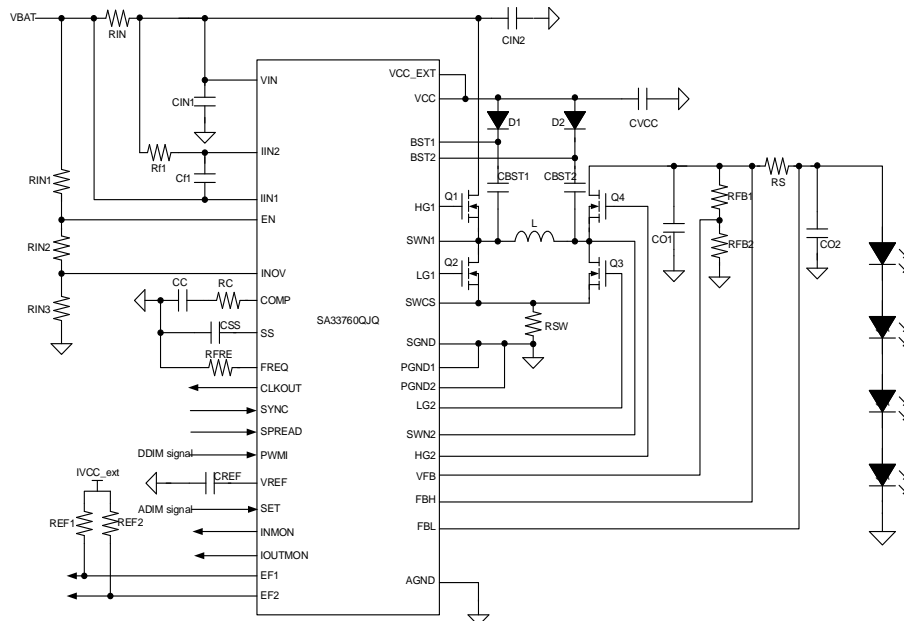 VBAT
RIN
CIN2
VCC_EXT
VIN
VCC
CIN1
D1
D2
CVCC
BST1
BST2
IIN2
Rf1
Cf1
CBST1
CBST2
RS
RIN1
IIN1
Q1
Q4
RFB1
HG1
EN
L
CO1
CO2
SWN1
RFB2
RIN2
Q2
Q3
LG1
INOV
CC
RC
COMP
SWCS
RIN3
SA33760QJQ
RSW
CSS
SS
SGND
RFRE
FREQ
PGND1
CLKOUT
PGND2
SYNC
LG2
SPREAD
SWN2
DDIM signal
PWMI
HG2
IVCC_ext
CREF
VREF
VFB
ADIM signal
SET
FBH
REF1
REF2
INMON
FBL
IOUTMON
EF1
AGND
EF2